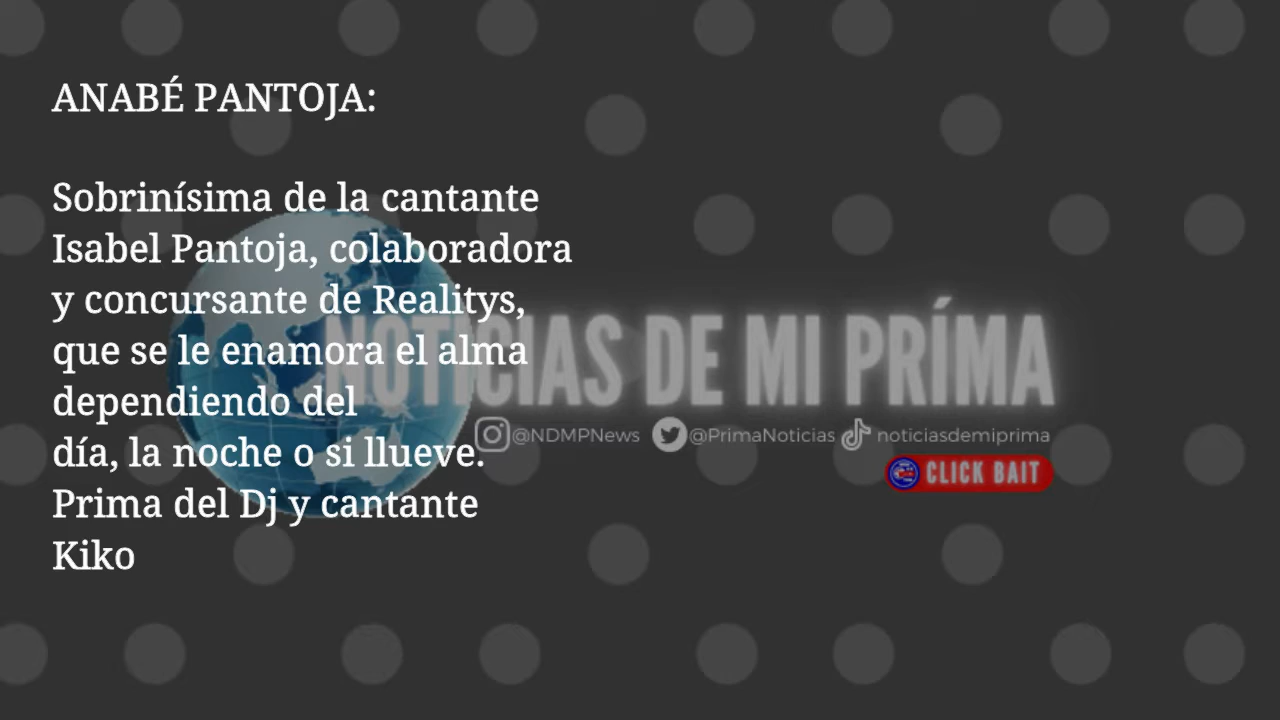 ANABÉ PANTOJA:
Sobrinísima de la cantante
Isabel Pantoja, colaboradora
y concursante de Realitys,
que se le enamora el alma
dependiendo del
día, la noche o si llueve.
Prima del Dj y cantante
Kiko
NOTICIAS DE MI PRÍMA
@NDMPNews @PrimaNoticias noticiasdemiprima
CLICK BAIT